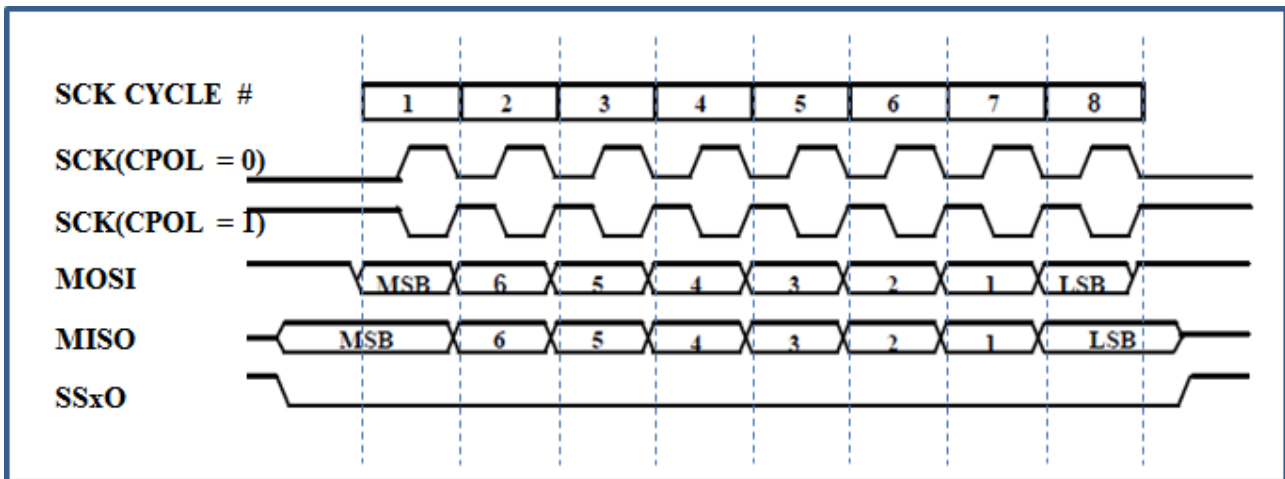 SCK CYCLE # 1 2 3 4 5 6 7 8
SCK(CPOL = 0)
SCK(CPOL = 1)
MOSI MSB 6 5 4 3 2 1 LSB
MISO MSB 6 5 4 3 2 1 LSB
SSxO